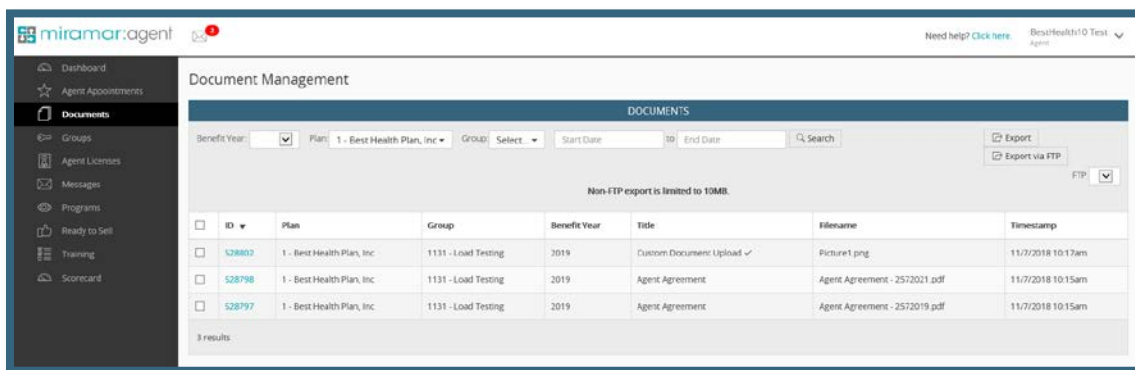 miramar:agent
3
Need help? Click here.
BestHealth10 Test
Agent
Dashboard
Agent Appointments
Documents
Groups
Agent Licenses
Messages
Programs
Ready to Sell
Training
Scorecard
Document Management
DOCUMENTS
Benefit Year: Plan: 1 - Best Health Plan, Inc Group: Select... Start Date to End Date Search Export
Export via FTP
FTP
Non-FTP export is limited to 10MB.
ID Plan Group Benefit Year Title Filename Timestamp
528802 1 - Best Health Plan, Inc 1131 - Load Testing 2019 Custom Document Upload ✓ Picture1.png 11/7/2018 10:17am
528798 1 - Best Health Plan, Inc 1131 - Load Testing 2019 Agent Agreement Agent Agreement - 2572021.pdf 11/7/2018 10:15am
528797 1 - Best Health Plan, Inc 1131 - Load Testing 2019 Agent Agreement Agent Agreement - 2572019.pdf 11/7/2018 10:15am
3 results